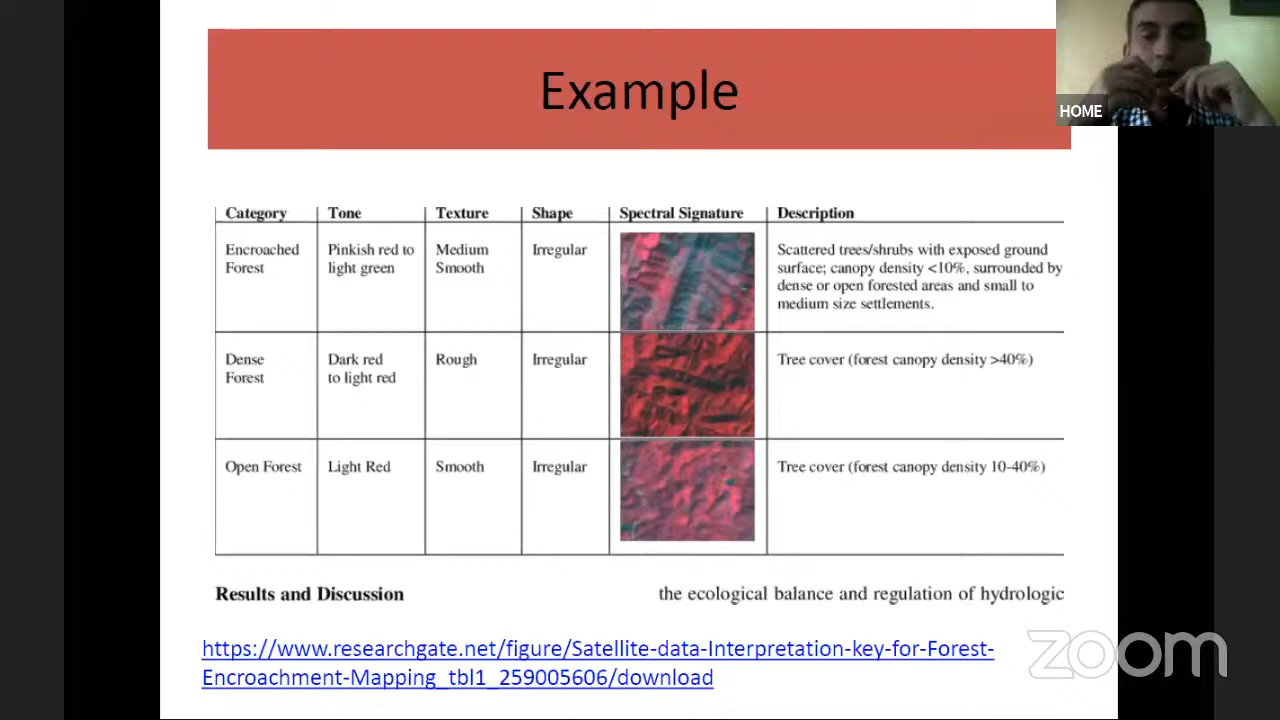 Example
HOME
Category Tone Texture Shape Spectral Signature Description
Encroached Forest Pinkish red to light green Medium Smooth Irregular Scattered trees/shrubs with exposed ground surface; canopy density <10%, surrounded by dense or open forested areas and small to medium size settlements.
Dense Forest Dark red to light red Rough Irregular Tree cover (forest canopy density >40%)
Open Forest Light Red Smooth Irregular Tree cover (forest canopy density 10-40%)
Results and Discussion the ecological balance and regulation of hydrologic
https://www.researchgate.net/figure/Satellite-data-Interpretation-key-for-Forest-
Encroachment-Mapping_tbl1_259005606/download
zoom